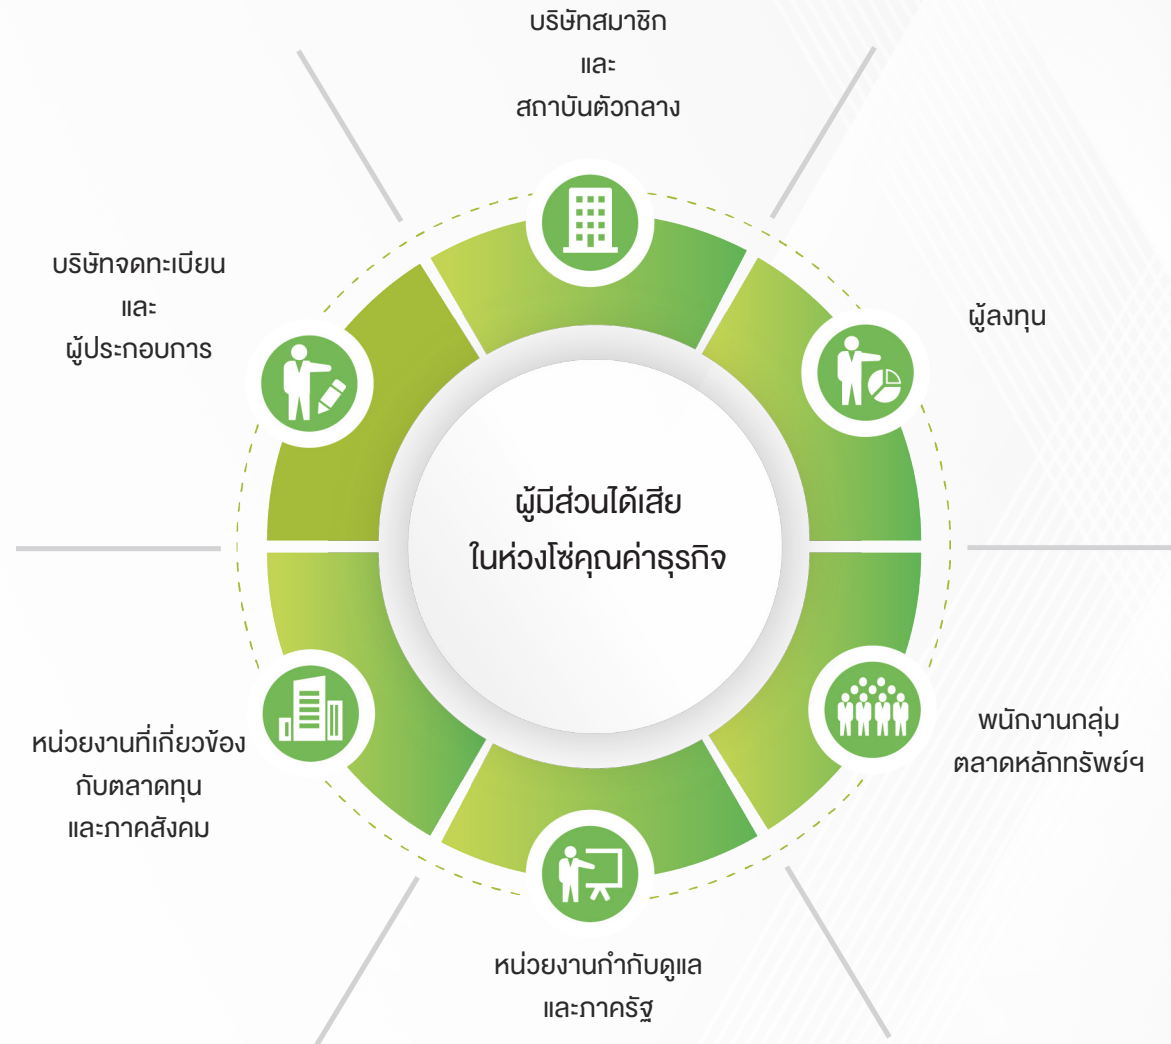 บริษัทสมาชิก
และ
สถาบันตัวกลาง
บริษัทจดทะเบียน
และ
ผู้ประกอบการ
ผู้ลงทุน
ผู้มีส่วนได้เสีย
ในห่วงโซ่คุณค่าธุรกิจ
หน่วยงานที่เกี่ยวข้อง
กับตลาดทุน
และภาคสังคม
พนักงานกลุ่ม
ตลาดหลักทรัพย์ฯ
หน่วยงานกำกับดูแล
และภาครัฐ